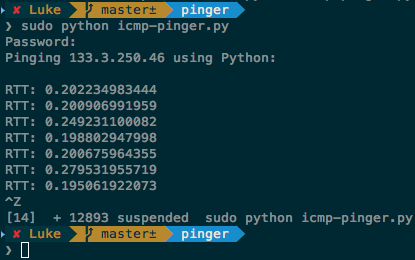 ✘ Luke master± pinger
❯ sudo python icmp-pinger.py
Password:
Pinging 133.3.250.46 using Python:
RTT: 0.202234983444
RTT: 0.200906991959
RTT: 0.249231100082
RTT: 0.198802947998
RTT: 0.200675964355
RTT: 0.279531955719
RTT: 0.195061922073
^Z
[14]  + 12893 suspended  sudo python icmp-pinger.py
✘ Luke master± pinger
❯